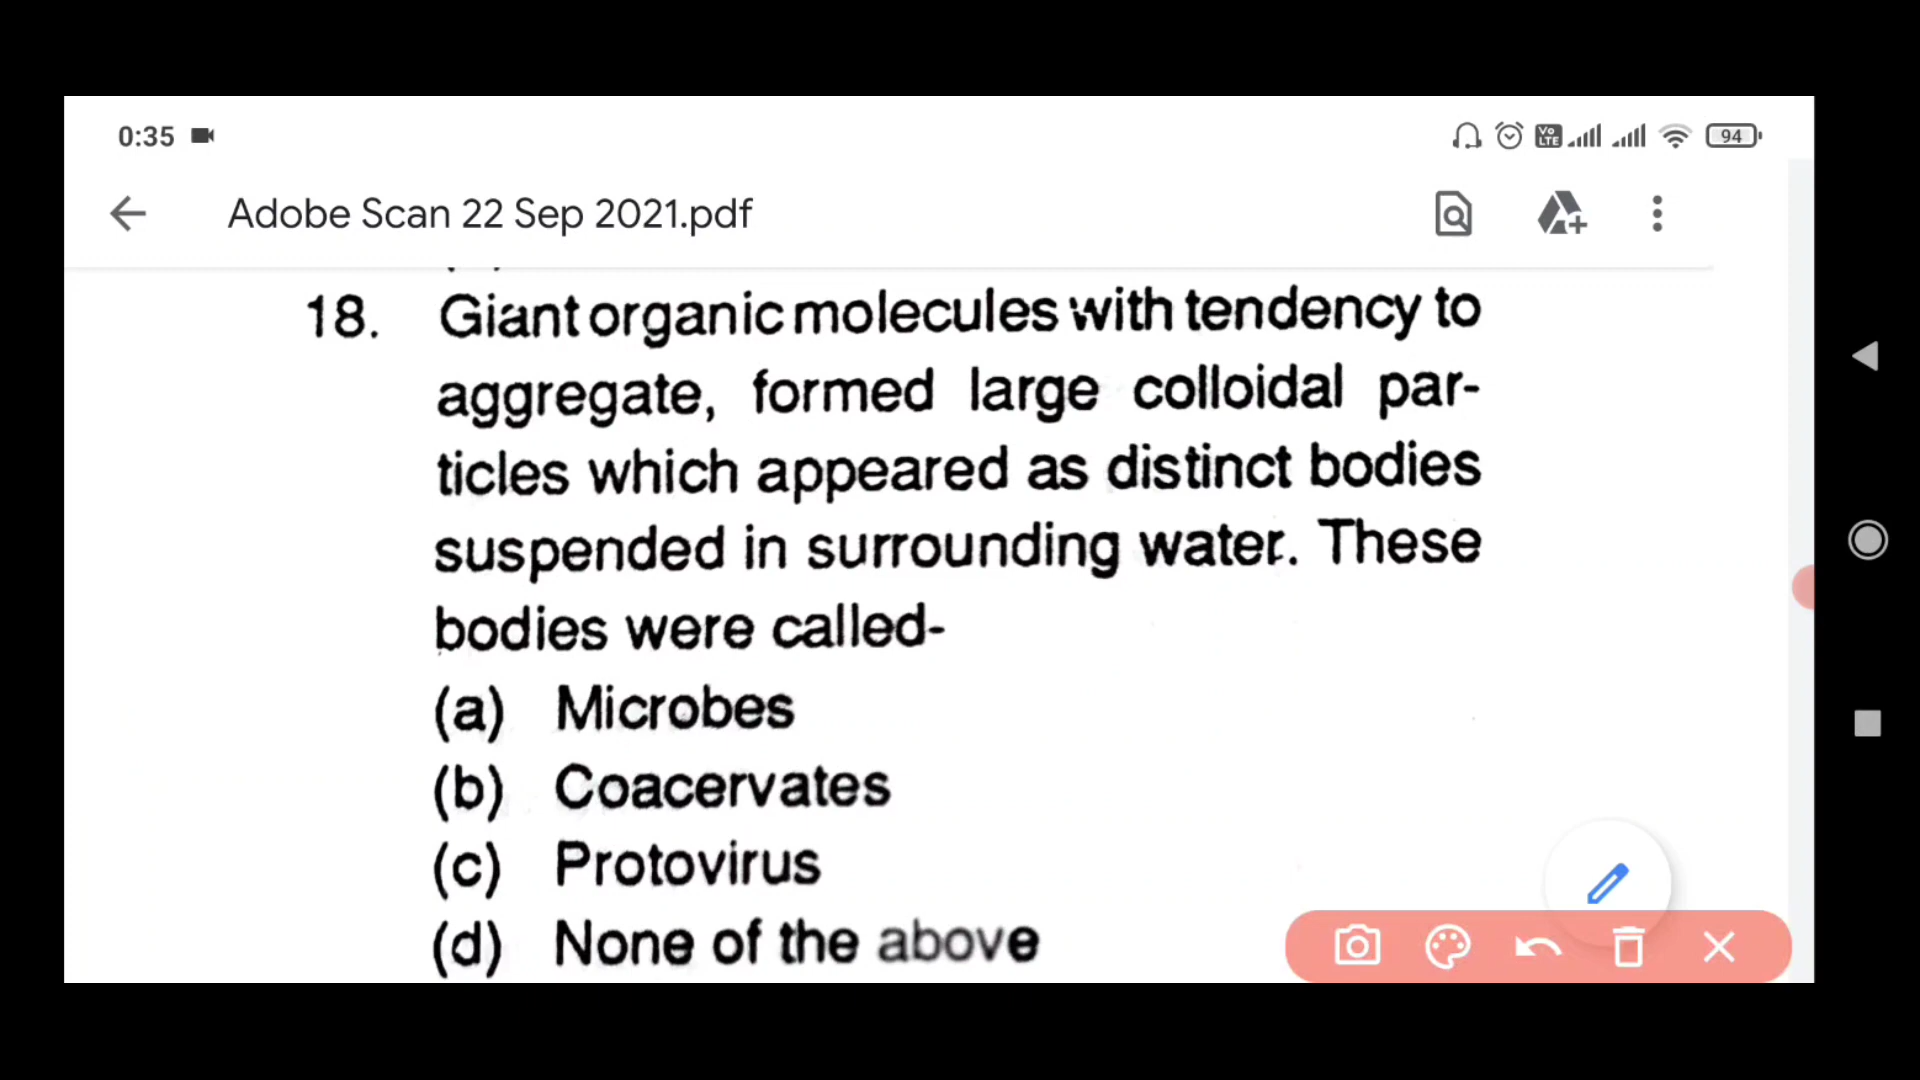 0:35
Vo LTE
94
Adobe Scan 22 Sep 2021.pdf
18. Giant organic molecules with tendency to
aggregate, formed large colloidal par-
ticles which appeared as distinct bodies
suspended in surrounding water. These
bodies were called-
(a) Microbes
(b) Coacervates
(c) Protovirus
(d) None of the above